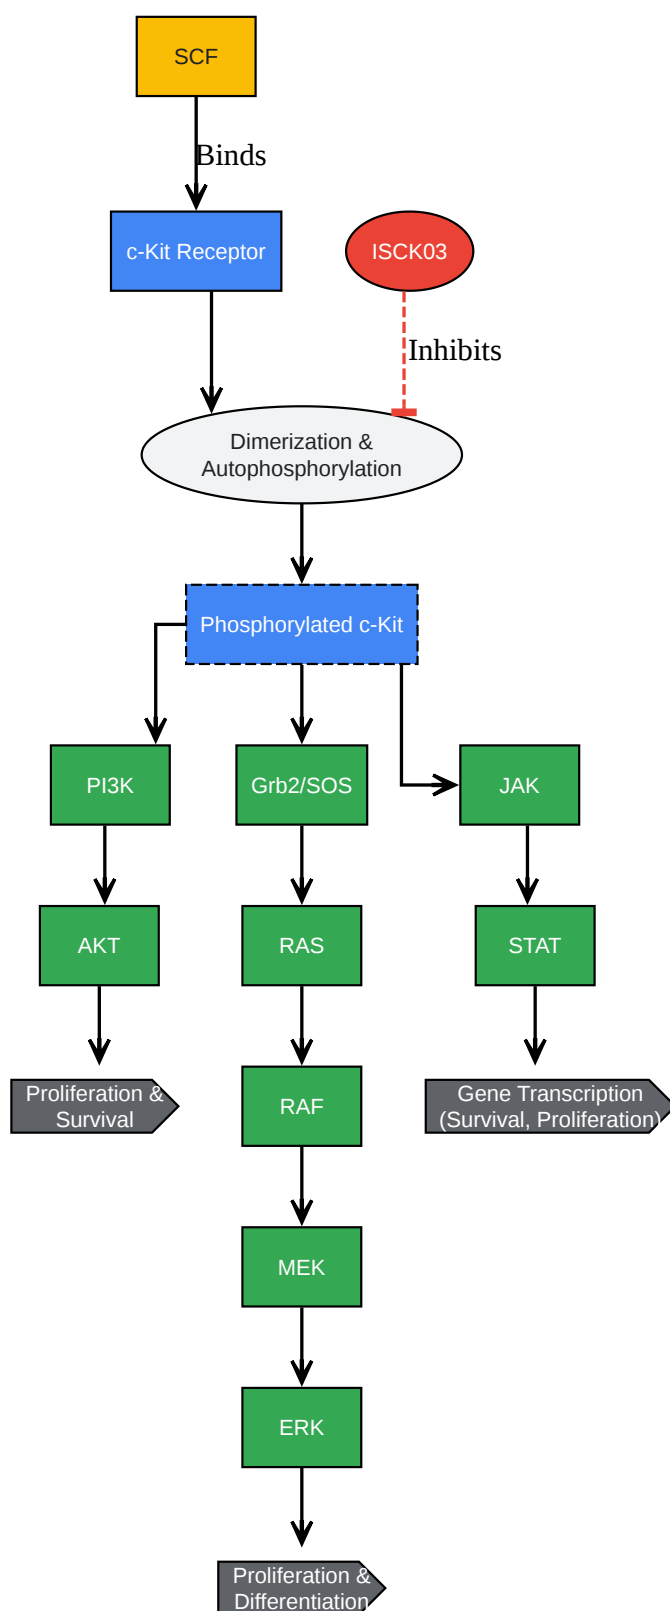 SCF
Binds
c-Kit Receptor
ISCK03
Inhibits
Dimerization &
Autophosphorylation
Phosphorylated c-Kit
PI3K
Grb2/SOS
JAK
AKT
RAS
STAT
Proliferation &
Survival
RAF
Gene Transcription
(Survival, Proliferation)
MEK
ERK
Proliferation &
Differentiation